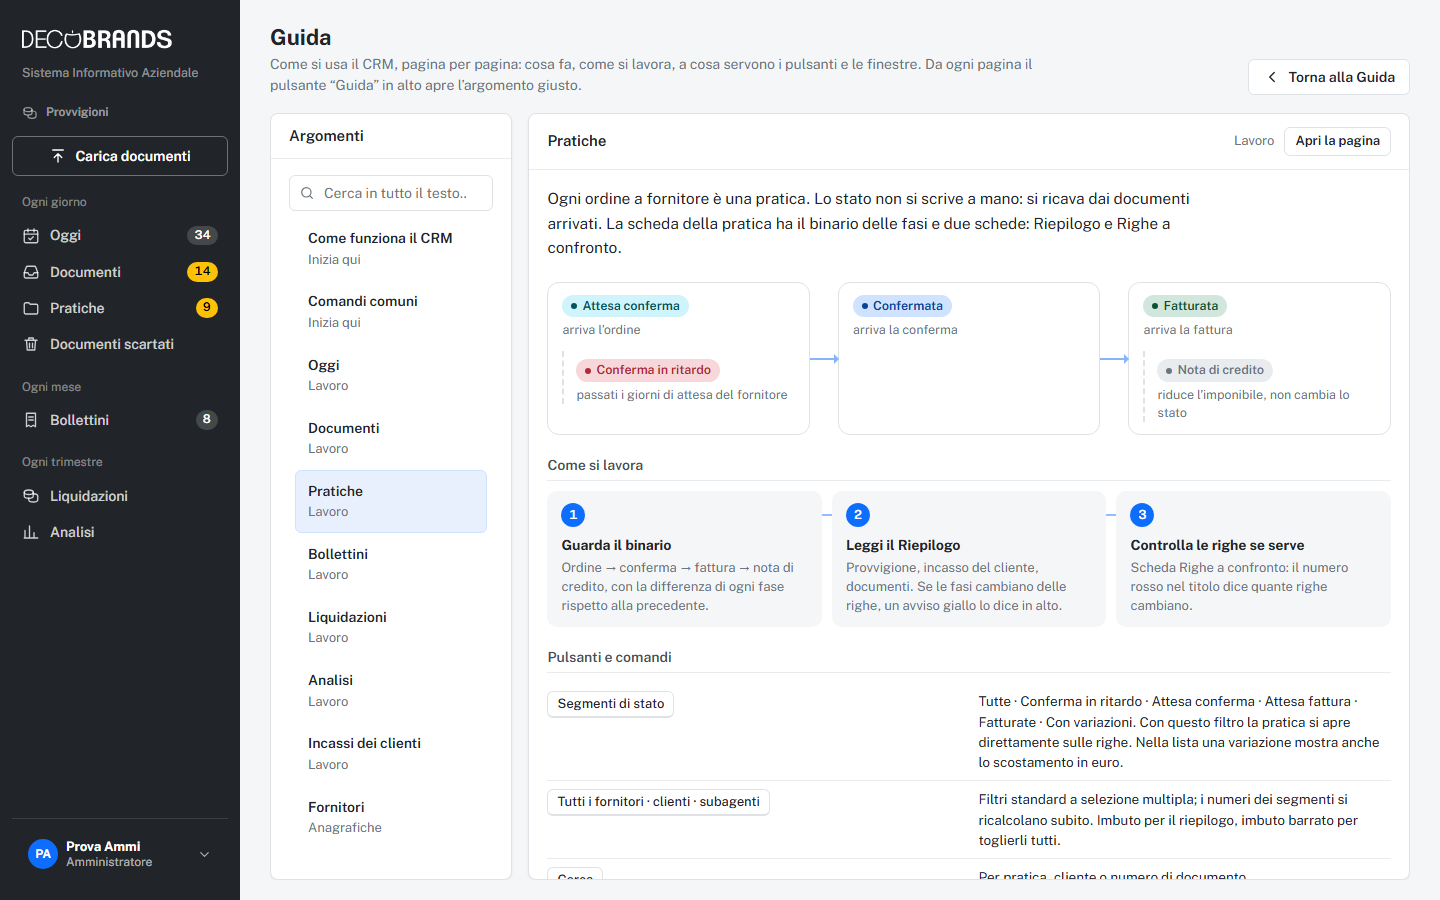 DECOBRANDS
Sistema Informativo Aziendale
Provvigioni
Carica documenti
Ogni giorno
Oggi 34
Documenti 14
Pratiche 9
Documenti scartati
Ogni mese
Bollettini 8
Ogni trimestre
Liquidazioni
Analisi
PA
Prova Ammi
Amministratore
Guida
Come si usa il CRM, pagina per pagina: cosa fa, come si lavora, a cosa servono i pulsanti e le finestre. Da ogni pagina il
pulsante “Guida” in alto apre l’argomento giusto.
Torna alla Guida
Argomenti
Cerca in tutto il testo..
Come funziona il CRM
Inizia qui
Comandi comuni
Inizia qui
Oggi
Lavoro
Documenti
Lavoro
Pratiche
Lavoro
Bollettini
Lavoro
Liquidazioni
Lavoro
Analisi
Lavoro
Incassi dei clienti
Lavoro
Fornitori
Anagrafiche
Pratiche
Lavoro
Apri la pagina
Ogni ordine a fornitore è una pratica. Lo stato non si scrive a mano: si ricava dai documenti
arrivati. La scheda della pratica ha il binario delle fasi e due schede: Riepilogo e Righe a
confronto.
Attesa conferma
arriva l’ordine
Conferma in ritardo
passati i giorni di attesa del fornitore
Confermata
arriva la conferma
Fatturata
arriva la fattura
Nota di credito
riduce l’imponibile, non cambia lo
stato
Come si lavora
1
Guarda il binario
Ordine → conferma → fattura → nota di
credito, con la differenza di ogni fase
rispetto alla precedente.
2
Leggi il Riepilogo
Provvigione, incasso del cliente,
documenti. Se le fasi cambiano delle
righe, un avviso giallo lo dice in alto.
3
Controlla le righe se serve
Scheda Righe a confronto: il numero
rosso nel titolo dice quante righe
cambiano.
Pulsanti e comandi
Segmenti di stato
Tutte · Conferma in ritardo · Attesa conferma · Attesa fattura ·
Fatturate · Con variazioni. Con questo filtro la pratica si apre
direttamente sulle righe. Nella lista una variazione mostra anche
lo scostamento in euro.
Tutti i fornitori · clienti · subagenti
Filtri standard a selezione multipla; i numeri dei segmenti si
ricalcolano subito. Imbuto per il riepilogo, imbuto barrato per
toglierli tutti.
Cerca
Per pratica, cliente o numero di documento